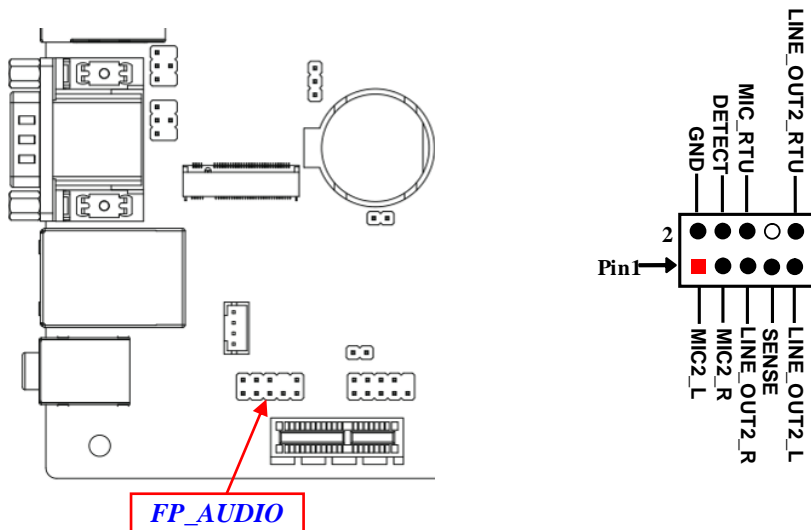 GND
DETECT
MIC_RTU
LINE_OUT2_RTU
2
Pin1
MIC2_L
MIC2_R
LINE_OUT2_R
SENSE
LINE_OUT2_L
FP_AUDIO